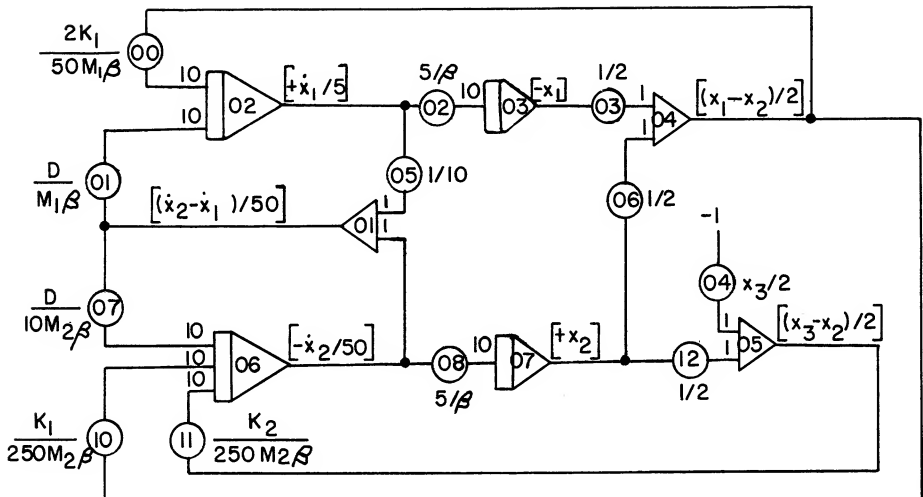 2K₁
50M₁β
00
10
02
10
[+ẋ₁/5]
5/β
02
10
03
[-x₁]
1/2
03
1
04
1
[(x₁-x₂)/2]
D
M₁β
01
05
1/10
[(ẋ₂-ẋ₁)/50]
01
1
1
06
1/2
-1
04
x₃/2
D
10M₂β
07
10
10
10
06
[-ẋ₂/50]
08
5/β
10
07
[+x₂]
12
1/2
1
05
1
[(x₃-x₂)/2]
K₁
250M₂β
10
11
K₂
250M₂β